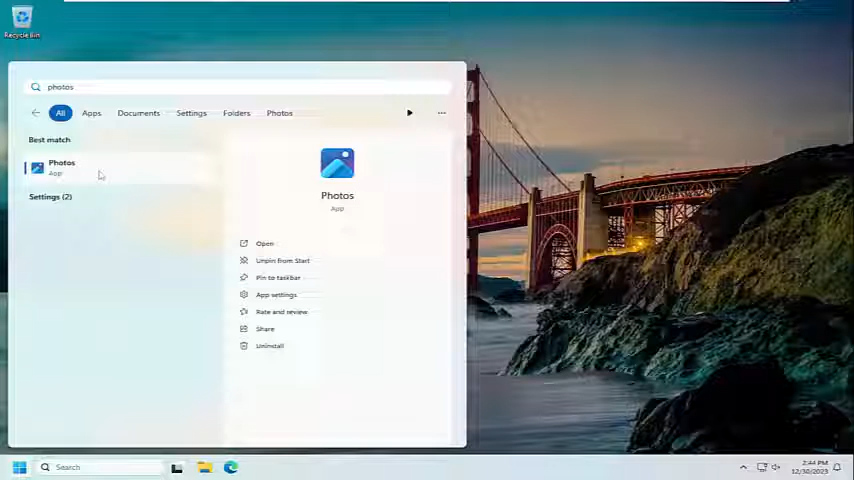 Recycle Bin
photos
All
Apps
Documents
Settings
Folders
Photos
Best match
Photos
App
Settings (2)
Photos
App
Open
Unpin from Start
Pin to taskbar
App settings
Rate and review
Share
Uninstall
Search
2:44 PM
12/30/2023